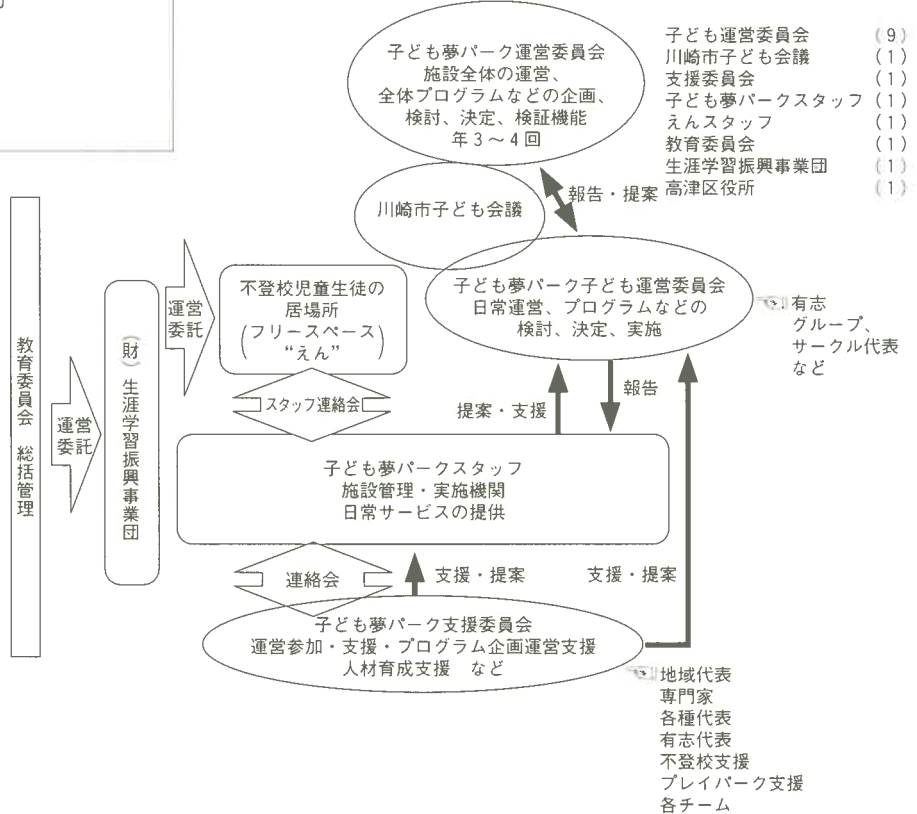 子ども夢パーク運営委員会
施設全体の運営、
全体プログラムなどの企画、
検討、決定、検証機能
年3～4回
子ども運営委員会 (9)
川崎市子ども会議 (1)
支援委員会 (1)
子ども夢パークスタッフ (1)
えんスタッフ (1)
教育委員会 (1)
生涯学習振興事業団 (1)
高津区役所 (1)
川崎市子ども会議
報告・提案
子ども夢パーク子ども運営委員会
日常運営、プログラムなどの
検討、決定、実施
有志
グループ、
サークル代表
など
教育委員会 総括管理
運営
委託
(財)生涯学習振興事業団
運営
委託
不登校児童生徒の
居場所
(フリースペース
“えん”)
スタッフ連絡会
提案・支援
報告
子ども夢パークスタッフ
施設管理・実施機関
日常サービスの提供
連絡会
支援・提案
支援・提案
子ども夢パーク支援委員会
運営参加・支援・プログラム企画運営支援
人材育成支援 など
地域代表
専門家
各種代表
有志代表
不登校支援
プレイパーク支援
各チーム